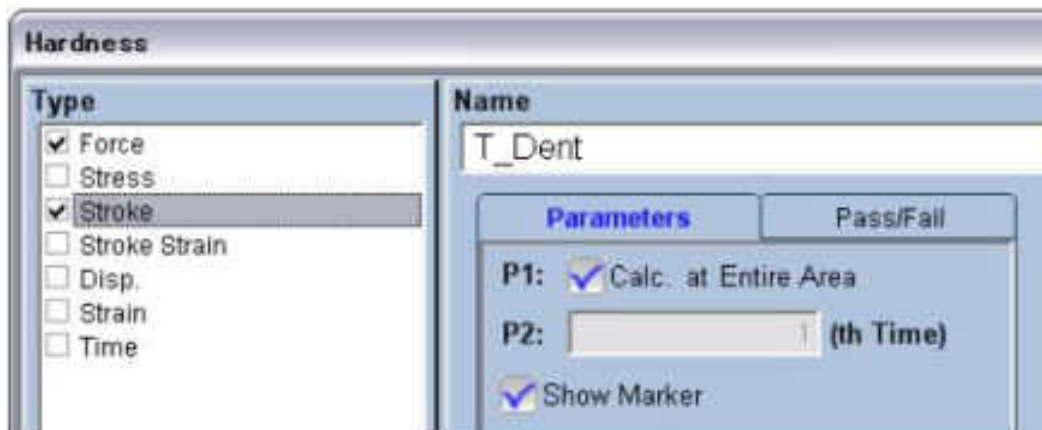 Hardness
Type
Force
Stress
Stroke
Stroke Strain
Disp.
Strain
Time
Name
T_Dent
Parameters
Pass/Fail
P1: Calc. at Entire Area
P2: 1 (th Time)
Show Marker